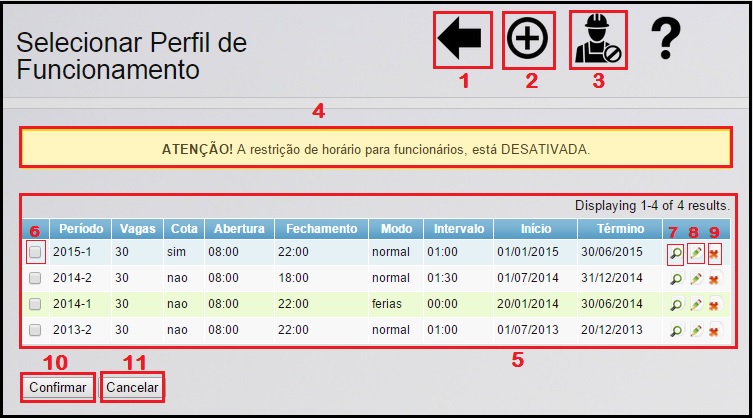 Selecionar Perfil de
Funcionamento
?
1 2 3
4
ATENÇÃO! A restrição de horário para funcionários, está DESATIVADA.
Displaying 1-4 of 4 results.
6 Período Vagas Cota Abertura Fechamento Modo Intervalo Início Término 7 8 9
2015-1 30 sim 08:00 22:00 normal 01:00 01/01/2015 30/06/2015
2014-2 30 nao 08:00 18:00 normal 01:30 01/07/2014 31/12/2014
2014-1 30 nao 08:00 22:00 ferias 00:00 20/01/2014 30/06/2014
2013-2 30 nao 08:00 22:00 normal 01:00 01/07/2013 20/12/2013
10 11 5
Confirmar Cancelar